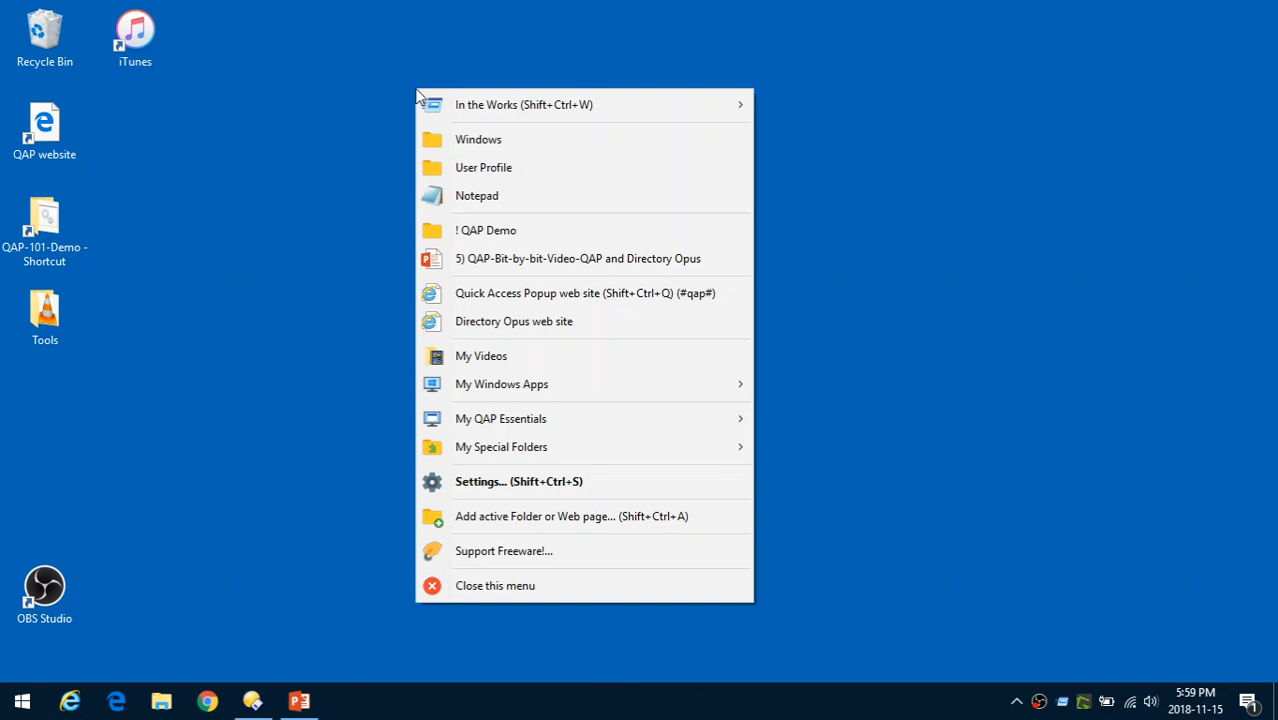 Recycle Bin
iTunes
QAP website
QAP-101-Demo -
Shortcut
Tools
OBS Studio
In the Works (Shift+Ctrl+W)
Windows
User Profile
Notepad
! QAP Demo
5) QAP-Bit-by-bit-Video-QAP and Directory Opus
Quick Access Popup web site (Shift+Ctrl+Q) (#qap#)
Directory Opus web site
My Videos
My Windows Apps
My QAP Essentials
My Special Folders
Settings... (Shift+Ctrl+S)
Add active Folder or Web page... (Shift+Ctrl+A)
Support Freeware!...
Close this menu
5:59 PM
2018-11-15
1